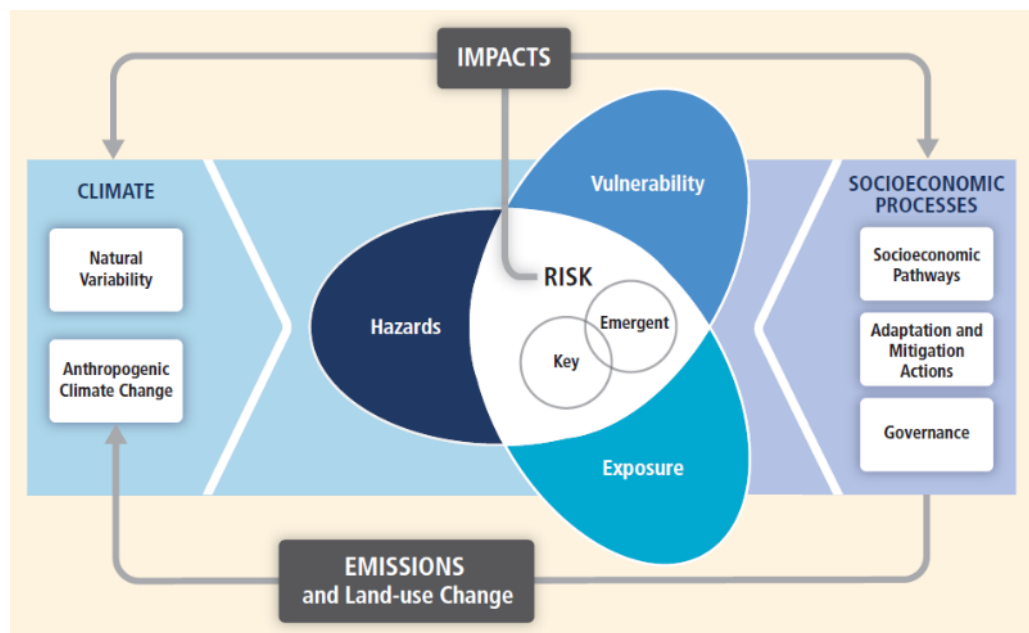 IMPACTS
CLIMATE
Natural
Variability
Anthropogenic
Climate Change
Vulnerability
Hazards
RISK
Emergent
Key
Exposure
SOCIOECONOMIC
PROCESSES
Socioeconomic
Pathways
Adaptation and
Mitigation
Actions
Governance
EMISSIONS
and Land-use Change